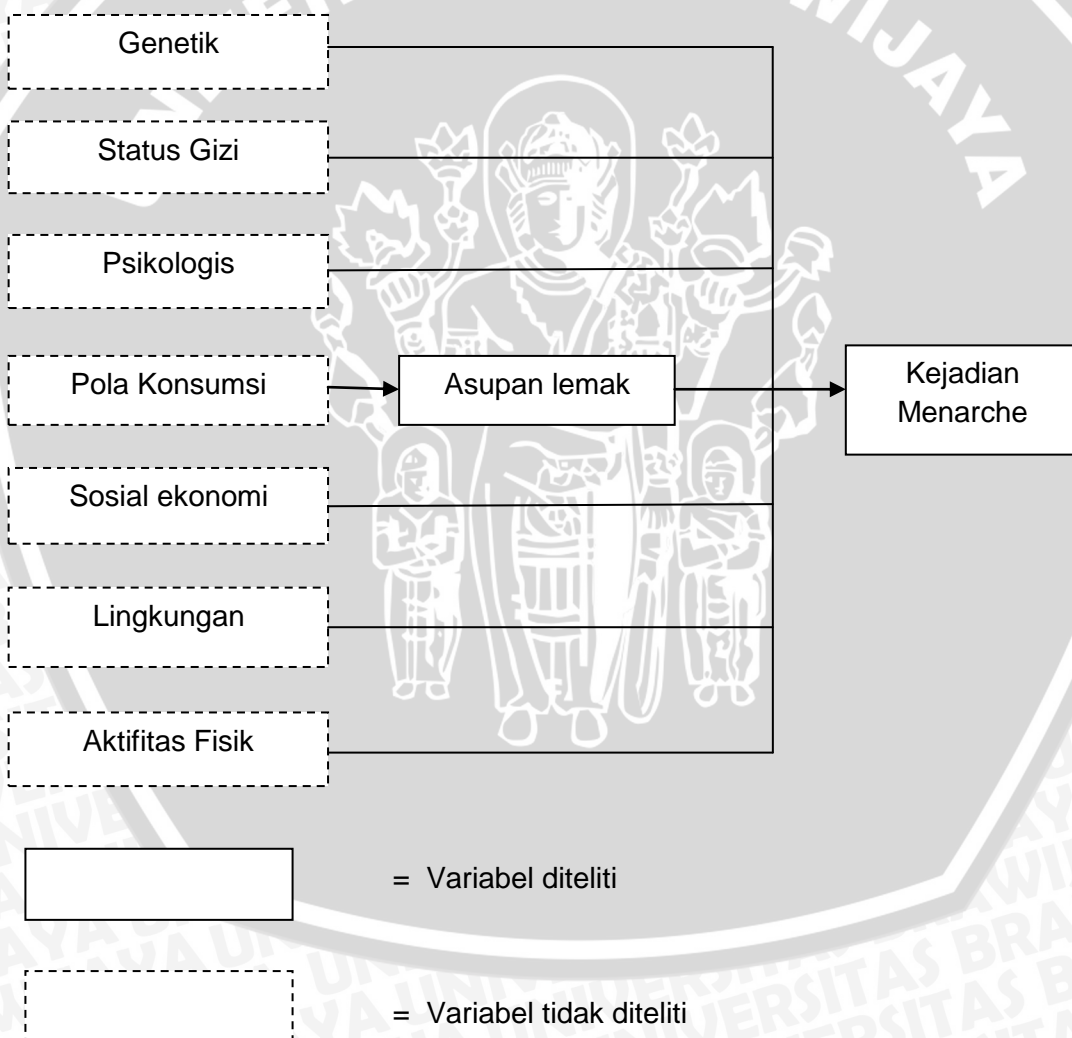 WIJAYA
Genetik
Status Gizi
Psikologis
Pola Konsumsi
Asupan lemak
Kejadian
Menarche
Sosial ekonomi
Lingkungan
Aktifitas Fisik
= Variabel diteliti
= Variabel tidak diteliti